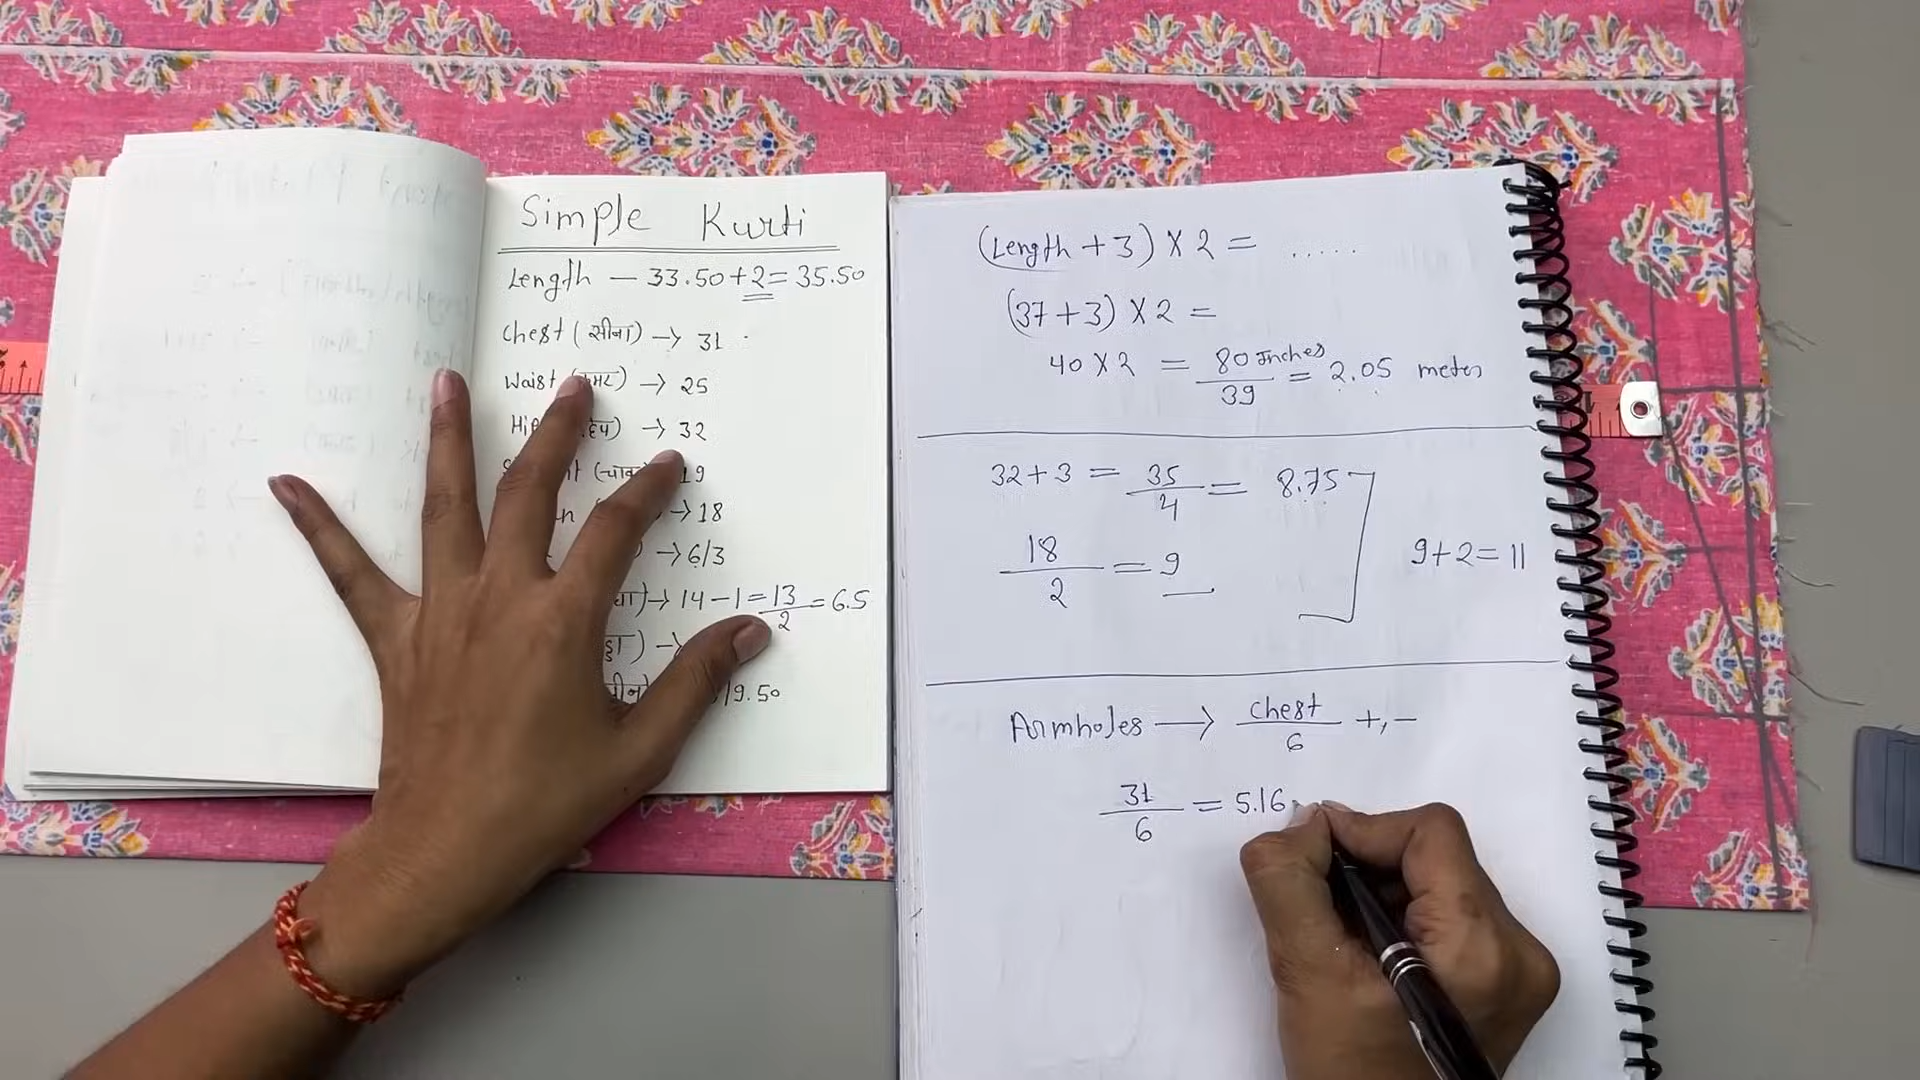 Simple Kurti
Length — 33.50+2=35.50
Chest (सीना) → 31
Waist (कमर) → 25
→ 32
19
→ 18
→ 6/3
→ 14 – 1 = 13/2 = 6.5
→
/9.50
(Length + 3) X 2 = .....
(37 + 3) X 2 =
40 X 2 = 80 Inches/39 = 2.05 meter
32 + 3 = 35/4 = 8.75
18/2 = 9
9 + 2 = 11
Armholes → Chest/6 +, –
31/6 = 5.16